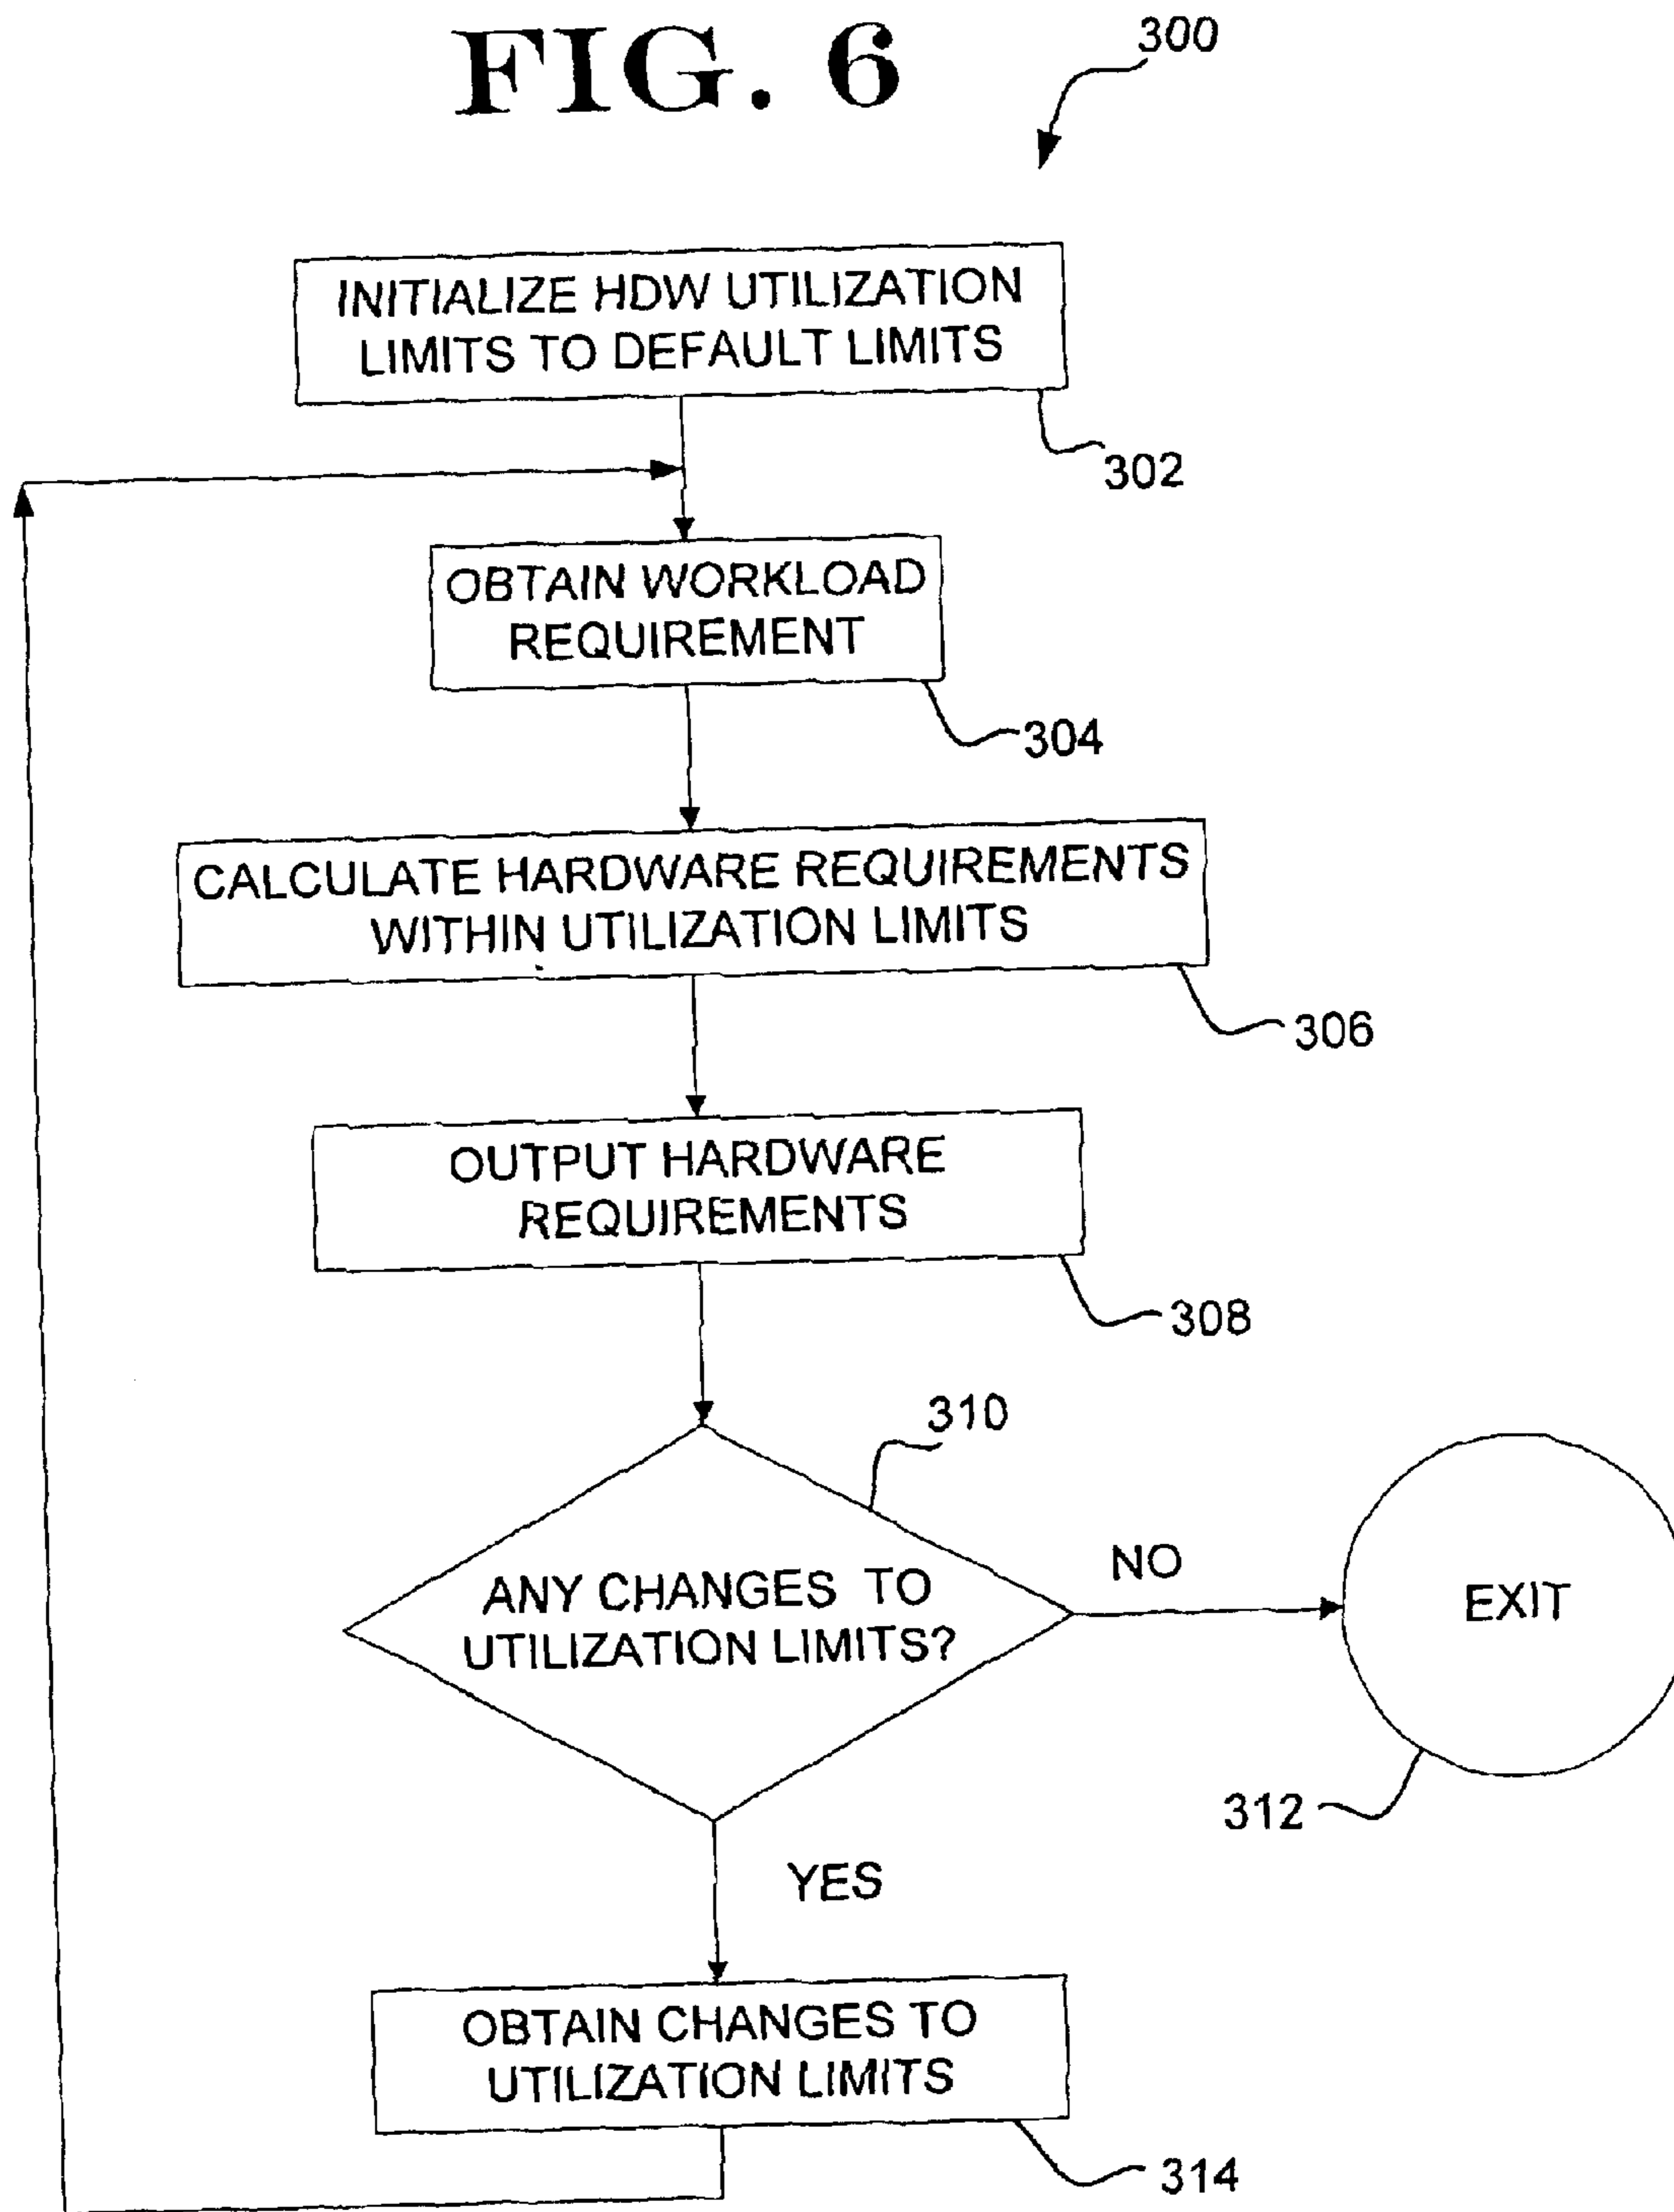 FIG. 6
300
INITIALIZE HDW UTILIZATION
LIMITS TO DEFAULT LIMITS
302
OBTAIN WORKLOAD
REQUIREMENT
304
CALCULATE HARDWARE REQUIREMENTS
WITHIN UTILIZATION LIMITS
306
OUTPUT HARDWARE
REQUIREMENTS
308
310
ANY CHANGES TO
UTILIZATION LIMITS?
NO
EXIT
312
YES
OBTAIN CHANGES TO
UTILIZATION LIMITS
314